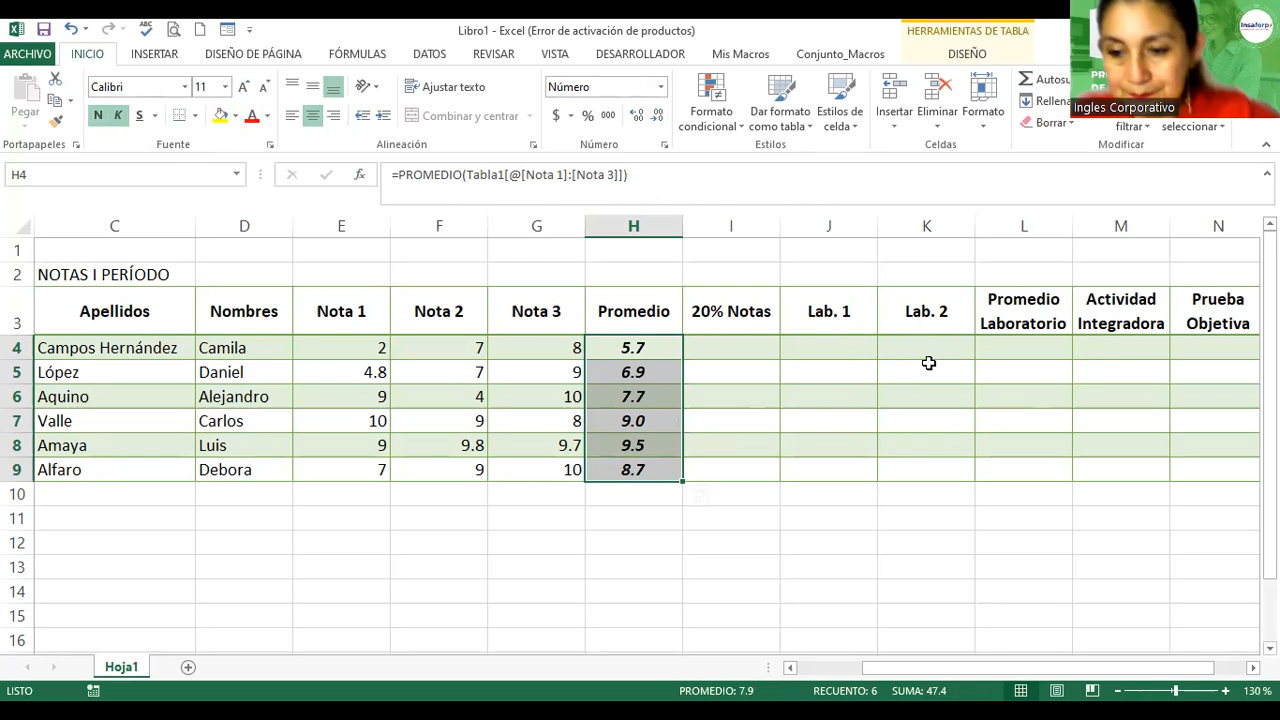 Libro1 - Excel (Error de activación de productos)
HERRAMIENTAS DE TABLA
ARCHIVO INICIO INSERTAR DISEÑO DE PÁGINA FÓRMULAS DATOS REVISAR VISTA DESARROLLADOR Mis Macros Conjunto_Macros DISEÑO
Insaforp
Ingles Corporativo
Pegar
Calibri 11
N K S
Ajustar texto
Combinar y centrar
Número
$ % 000
Formato condicional
Dar formato como tabla
Estilos de celda
Insertar
Eliminar
Formato
Autosu
Rellena
Borrar
filtrar
seleccionar
Portapapeles Fuente Alineación Número Estilos Celdas Modificar
H4 fx =PROMEDIO(Tabla1[@[Nota 1]:[Nota 3]])
C D E F G H I J K L M N
1
2 NOTAS I PERÍODO
3 Apellidos Nombres Nota 1 Nota 2 Nota 3 Promedio 20% Notas Lab. 1 Lab. 2 Promedio Laboratorio Actividad Integradora Prueba Objetiva
4 Campos Hernández Camila 2 7 8 5.7
5 López Daniel 4.8 7 9 6.9
6 Aquino Alejandro 9 4 10 7.7
7 Valle Carlos 10 9 8 9.0
8 Amaya Luis 9 9.8 9.7 9.5
9 Alfaro Debora 7 9 10 8.7
10
11
12
13
14
15
16
Hoja1
LISTO PROMEDIO: 7.9 RECUENTO: 6 SUMA: 47.4 130 %